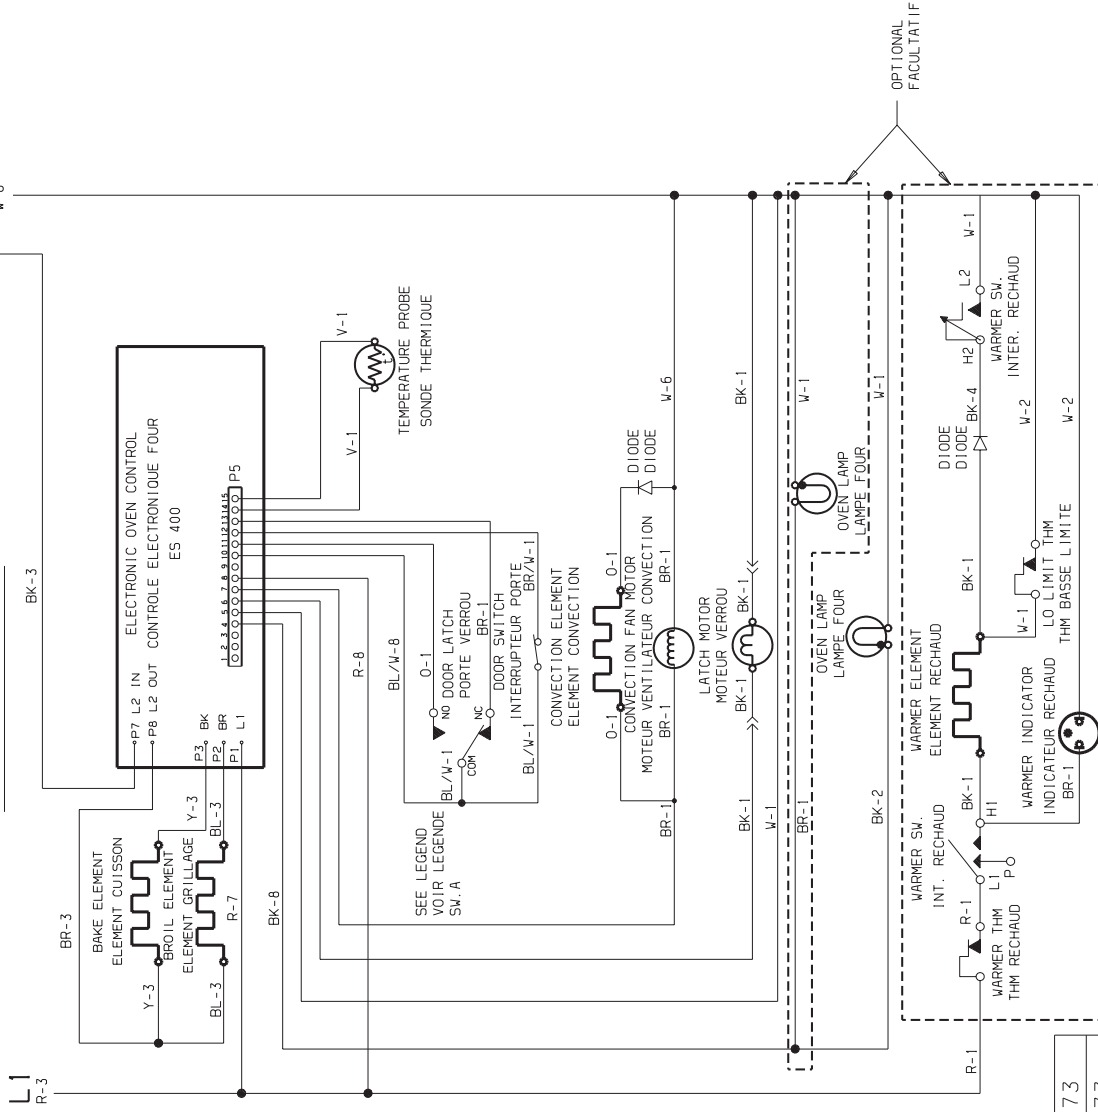 L1
R-3
BK-3
BR-3
BAKE ELEMENT
ELEMENT CUISSON
BROIL ELEMENT
ELEMENT GRILLAGE
Y-3
Y-3
BL-3
BL-3
R-7
BK-8
P7 L2 IN
P8 L2 OUT
P3 BK
P2 BR
P1 L1
ELECTRONIC OVEN CONTROL
CONTROLE ELECTRONIQUE FOUR
ES 400
P5
1 2 3 4 5 6 7 8 9 10 11 12 13 14 15
V-1
V-1
t°
TEMPERATURE PROBE
SONDE THERMIQUE
R-8
BL/W-8
O-1
NO
DOOR LATCH
PORTE VERROU
BR-1
NC
COM
BL/W-1
SEE LEGEND
VOIR LEGENDE
SW.A
DOOR SWITCH
INTERRUPTEUR PORTE
BR/W-1
BL/W-1
CONVECTION ELEMENT
ELEMENT CONVECTION
O-1
O-1
DIODE
DIODE
CONVECTION FAN MOTOR
MOTEUR VENTILATEUR CONVECTION
BR-1
BR-1
BR-1
W-6
LATCH MOTOR
MOTEUR VERROU
BK-1
BK-1
BK-1
BK-1
W-1
BR-1
W-1
OVEN LAMP
LAMPE FOUR
OVEN LAMP
LAMPE FOUR
BK-2
W-1
OPTIONAL
FACULTATIF
WARMER SW.
INT. RECHAUD
WARMER ELEMENT
ELEMENT RECHAUD
R-1
R-1
WARMER THM
THM RECHAUD
L1
P
H1
BK-1
BK-1
DIODE
DIODE
BK-4
H2
L2
W-1
WARMER SW.
INTER. RECHAUD
W-1
LO LIMIT THM
THM BASSE LIMITE
W-2
WARMER INDICATOR
INDICATEUR RECHAUD
BR-1
W-2
73